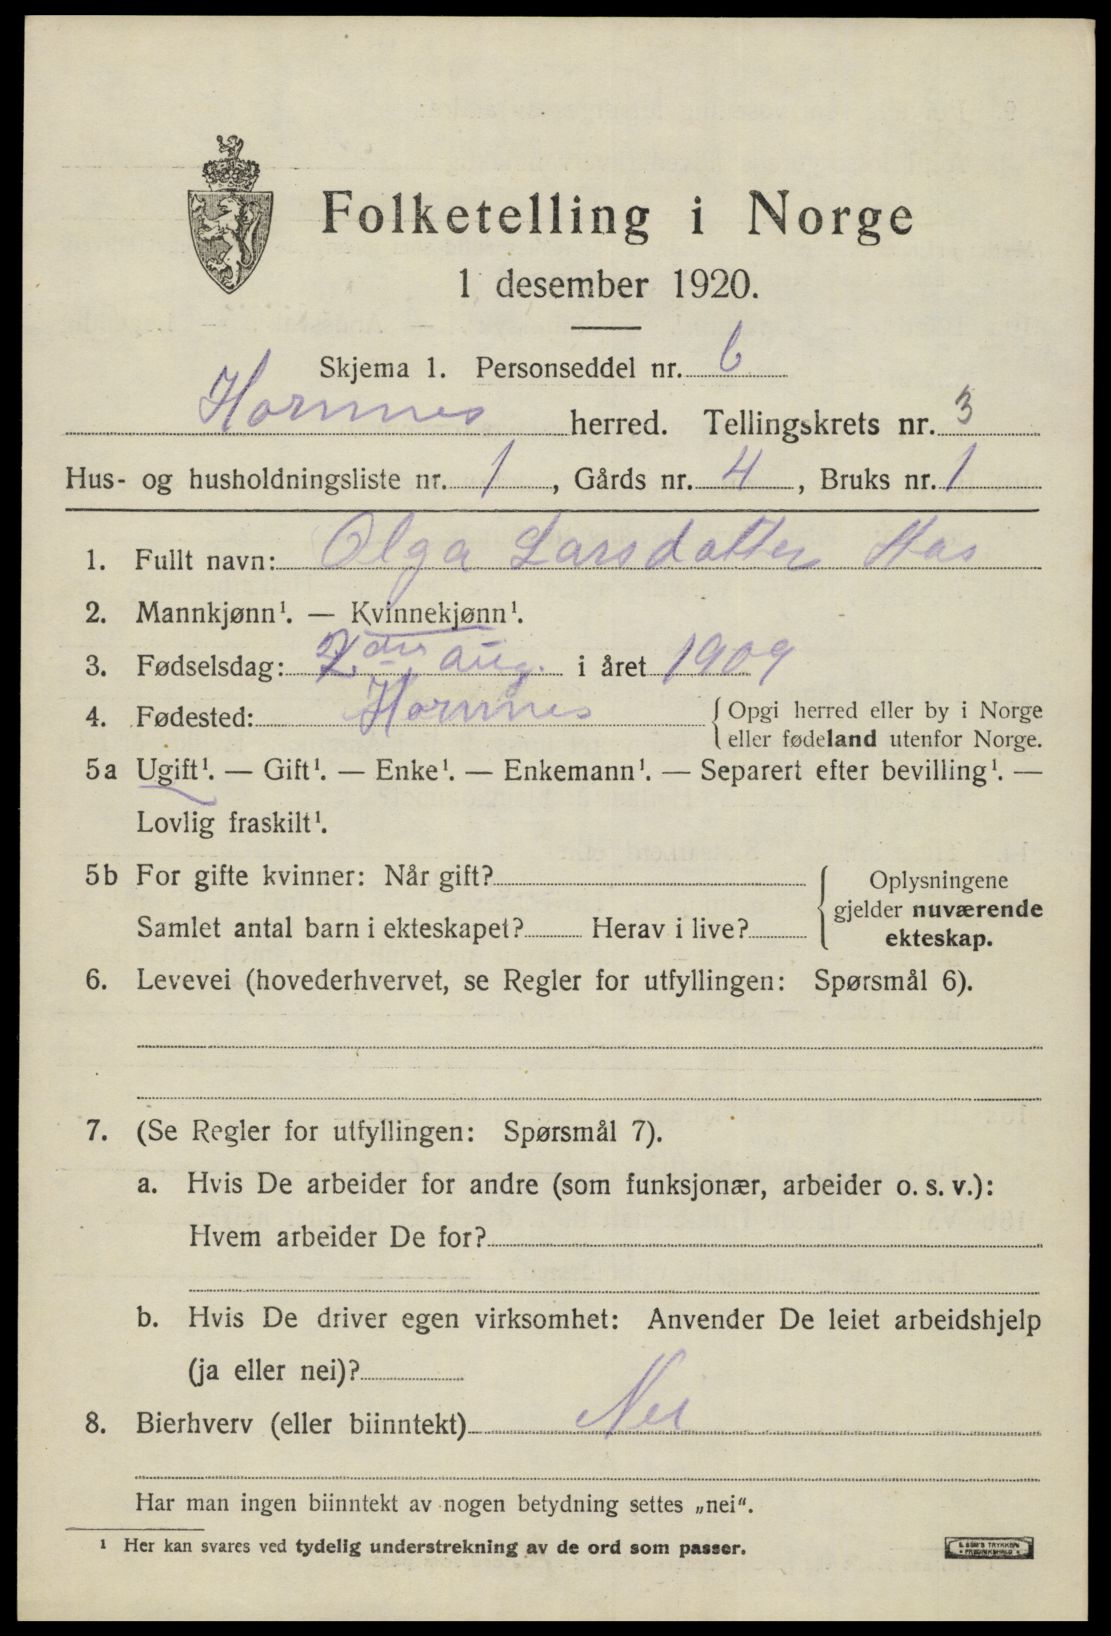 Folketelling i Norge
1 desember 1920.
Skjema 1. Personseddel nr. 6
Hornnes herred. Tellingskrets nr. 3
Hus- og husholdningsliste nr. 1, Gårds nr. 4, Bruks nr. 1
1. Fullt navn: Olga Larsdatter Aas
2. Mannkjønn¹. — Kvinnekjønn¹.
3. Fødselsdag: 2den aug. i året 1909
4. Fødested: Hornnes { Opgi herred eller by i Norge
eller fødeland utenfor Norge.
5a Ugift¹. — Gift¹. — Enke¹. — Enkemann¹. — Separert efter bevilling¹. —
Lovlig fraskilt¹.
5b For gifte kvinner: Når gift?
Samlet antal barn i ekteskapet? Herav i live?
Oplysningene
gjelder nuværende
ekteskap.
6. Levevei (hovederhvervet, se Regler for utfyllingen: Spørsmål 6).
7. (Se Regler for utfyllingen: Spørsmål 7).
a. Hvis De arbeider for andre (som funksjonær, arbeider o. s. v.):
Hvem arbeider De for?
b. Hvis De driver egen virksomhet: Anvender De leiet arbeidshjelp
(ja eller nei)?
8. Bierhverv (eller biinntekt) Nei
Har man ingen biinntekt av nogen betydning settes „nei“.
¹ Her kan svares ved tydelig understrekning av de ord som passer.